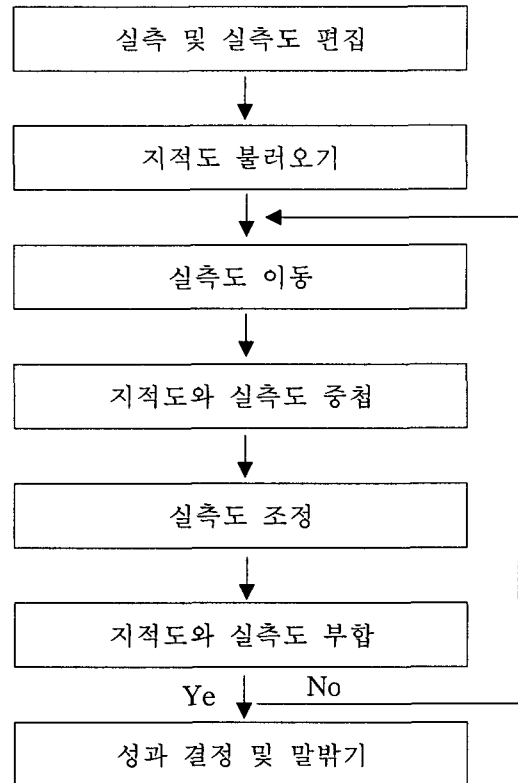 실측 및 실측도 편집
지적도 불러오기
실측도 이동
지적도와 실측도 중첩
실측도 조정
지적도와 실측도 부합
Ye No
성과 결정 및 말밖기